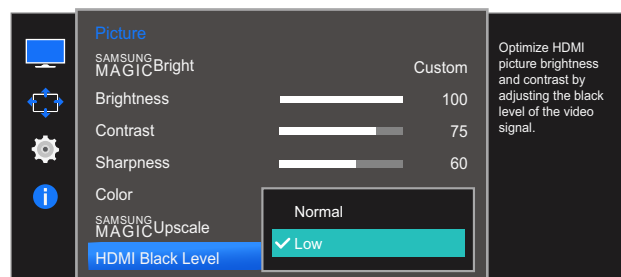 Picture
SAMSUNG
MAGICBright Custom
Brightness 100
Contrast 75
Sharpness 60
Color
SAMSUNG
MAGICUpscale
HDMI Black Level
Normal
Low
Optimize HDMI
picture brightness
and contrast by
adjusting the black
level of the video
signal.